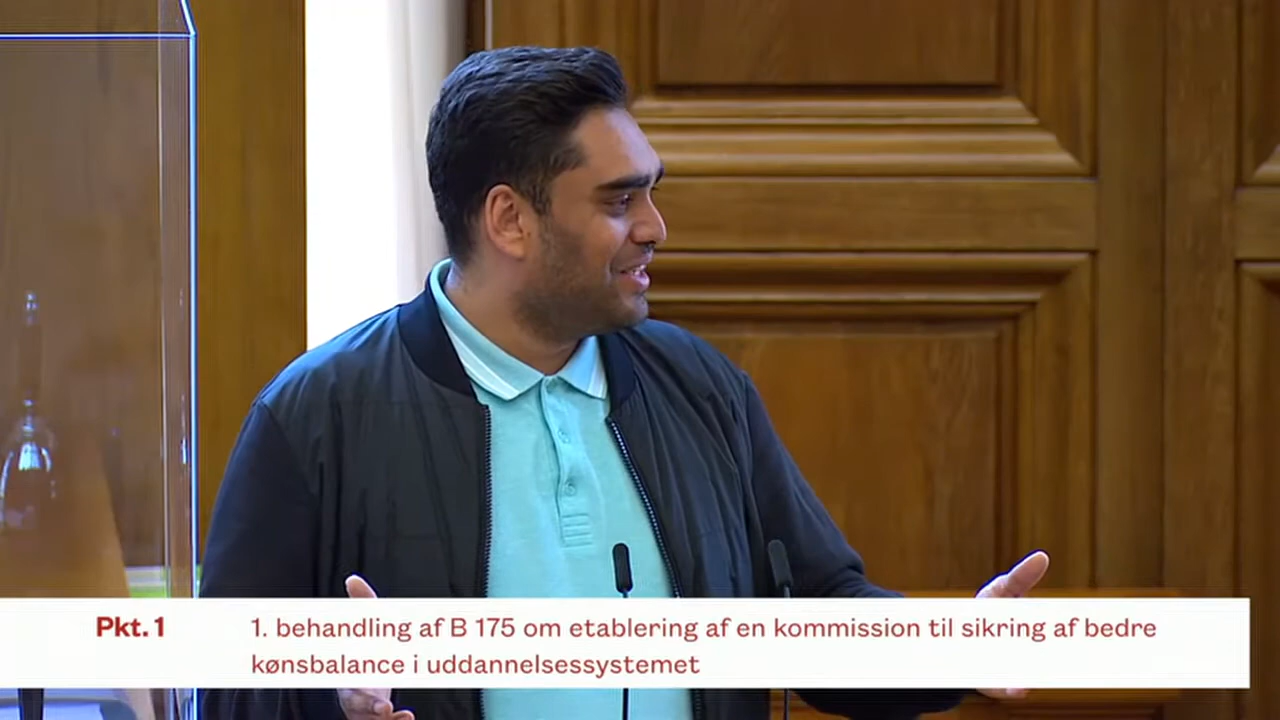 Pkt. 1
1. behandling af B 175 om etablering af en kommission til sikring af bedre
kønsbalance i uddannelsessystemet